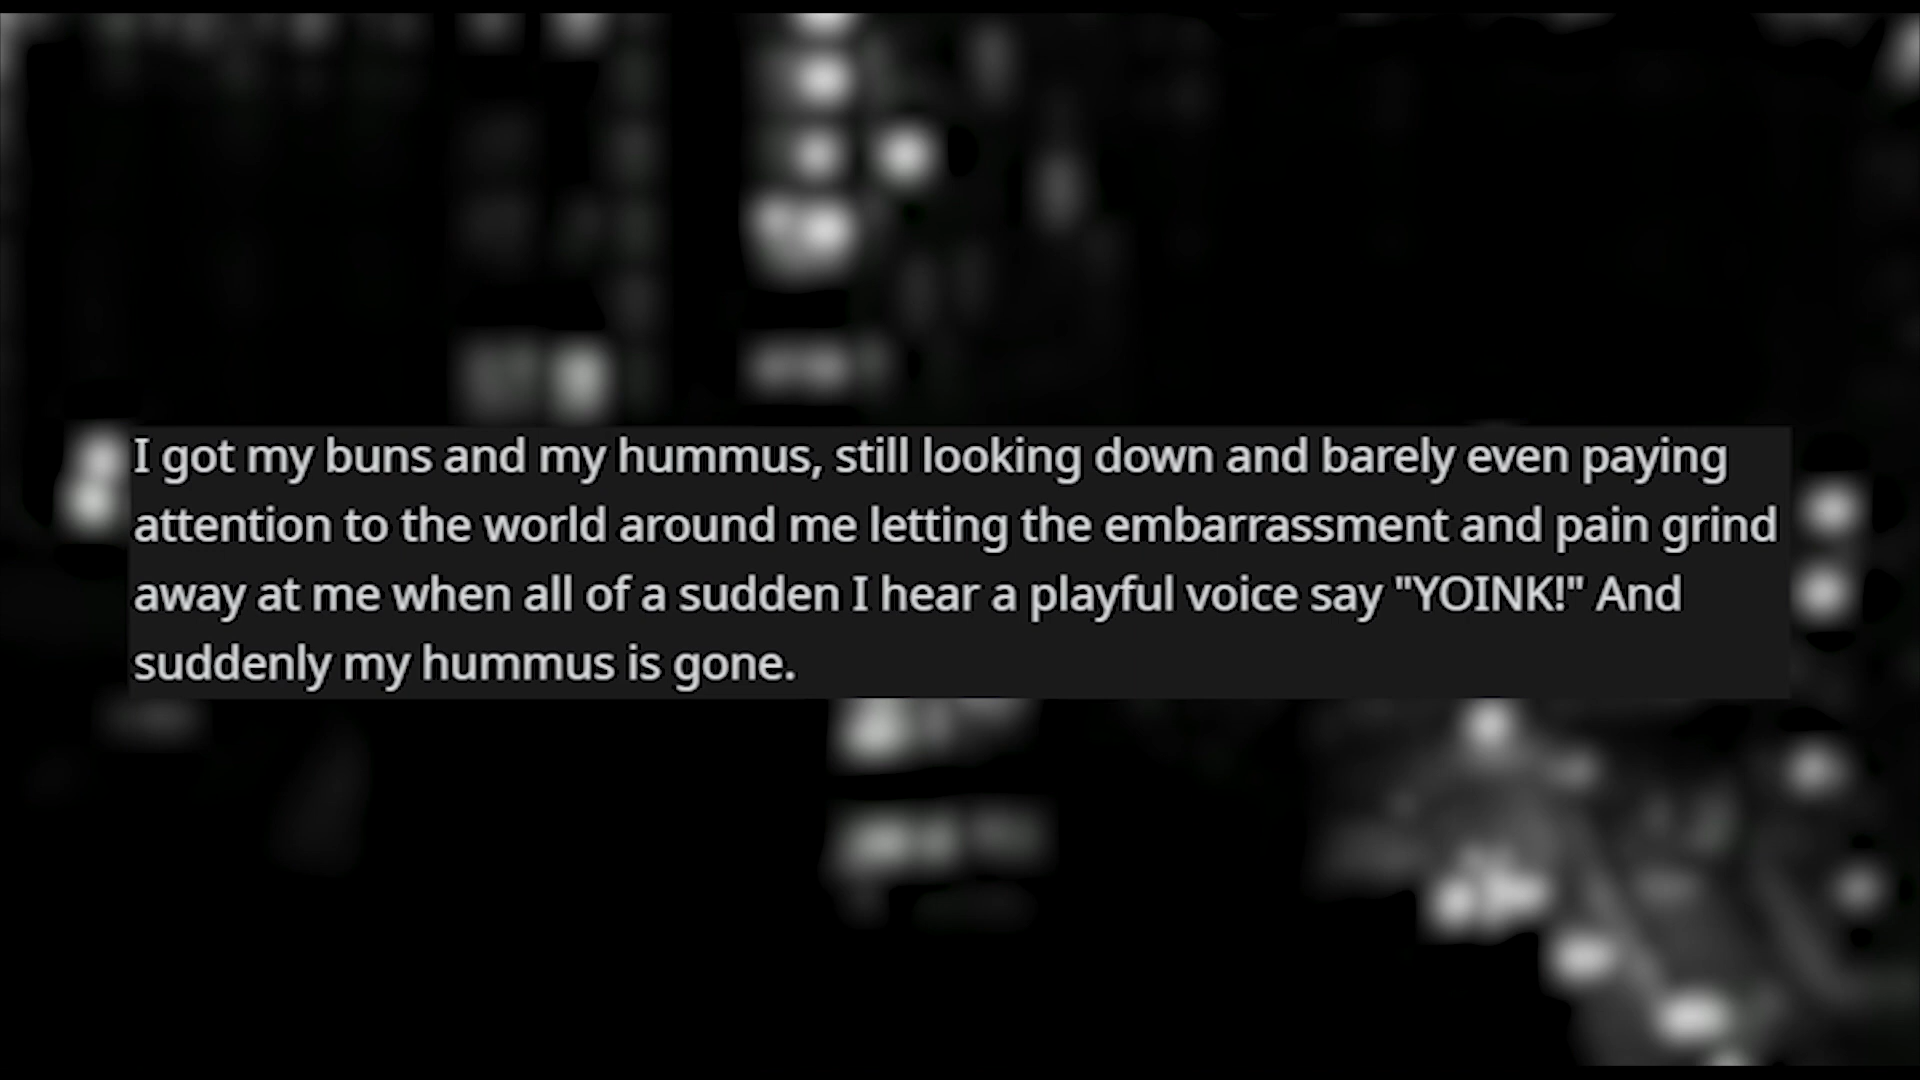 I got my buns and my hummus, still looking down and barely even paying
attention to the world around me letting the embarrassment and pain grind
away at me when all of a sudden I hear a playful voice say "YOINK!" And
suddenly my hummus is gone.